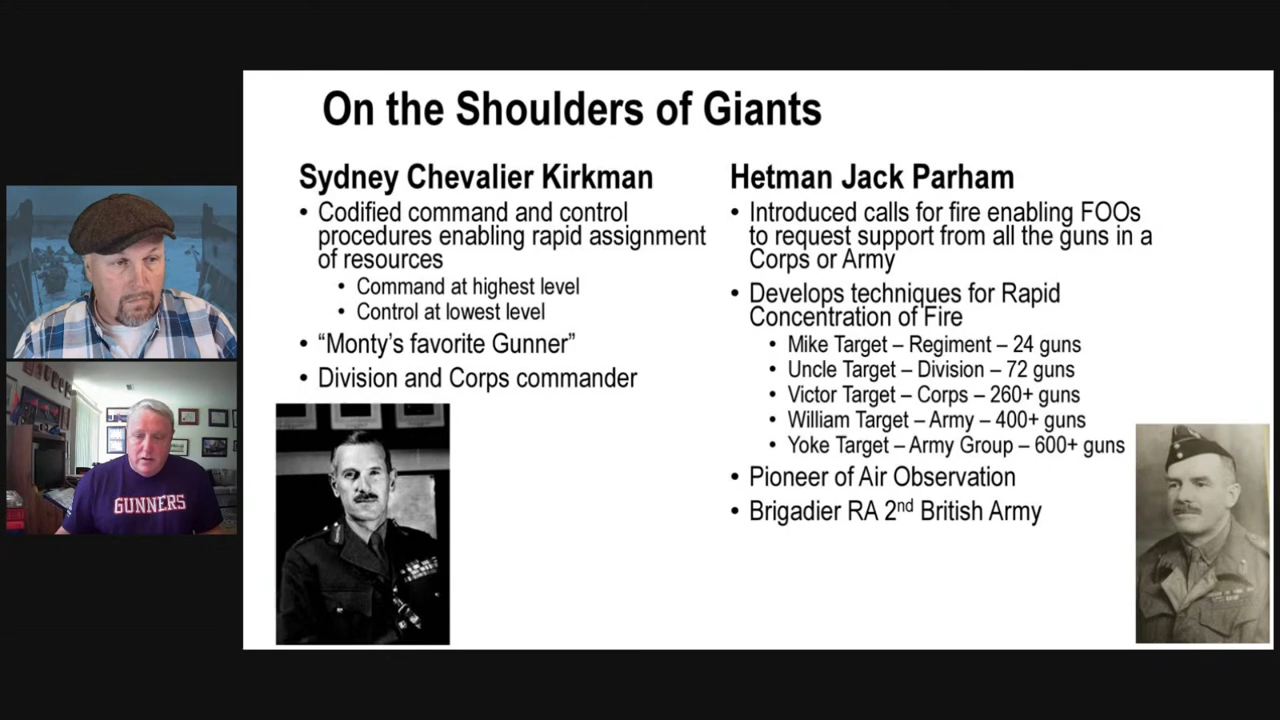 On the Shoulders of Giants
Sydney Chevalier Kirkman
• Codified command and control
procedures enabling rapid assignment
of resources
• Command at highest level
• Control at lowest level
• “Monty’s favorite Gunner”
• Division and Corps commander
Hetman Jack Parham
• Introduced calls for fire enabling FOOs
to request support from all the guns in a
Corps or Army
• Develops techniques for Rapid
Concentration of Fire
• Mike Target – Regiment – 24 guns
• Uncle Target – Division – 72 guns
• Victor Target – Corps – 260+ guns
• William Target – Army – 400+ guns
• Yoke Target – Army Group – 600+ guns
• Pioneer of Air Observation
• Brigadier RA 2nd British Army
GUNNERS